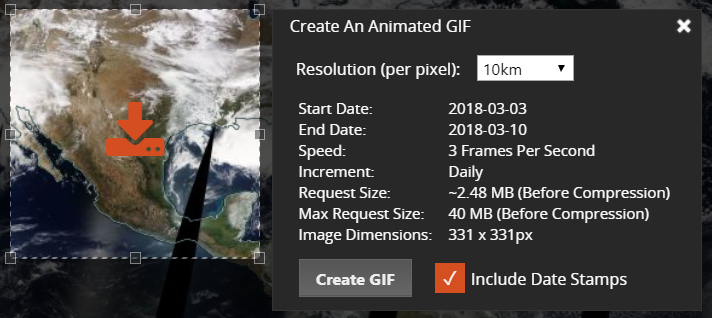 Create An Animated GIF
Resolution (per pixel): 10km
Start Date: 2018-03-03
End Date: 2018-03-10
Speed: 3 Frames Per Second
Increment: Daily
Request Size: ~2.48 MB (Before Compression)
Max Request Size: 40 MB (Before Compression)
Image Dimensions: 331 x 331px
Create GIF Include Date Stamps